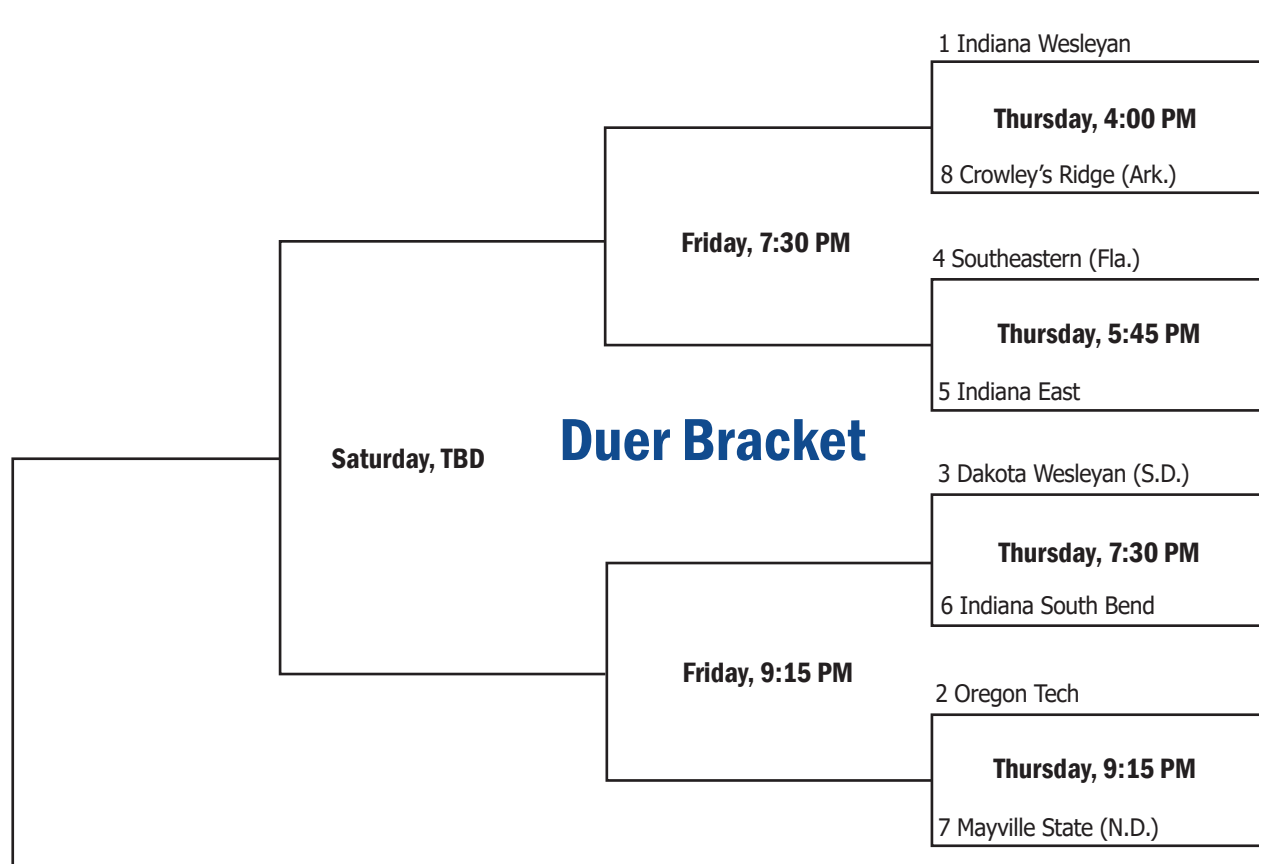 1 Indiana Wesleyan
Thursday, 4:00 PM
8 Crowley’s Ridge (Ark.)
Friday, 7:30 PM
4 Southeastern (Fla.)
Thursday, 5:45 PM
5 Indiana East
Duer Bracket
Saturday, TBD
3 Dakota Wesleyan (S.D.)
Thursday, 7:30 PM
6 Indiana South Bend
Friday, 9:15 PM
2 Oregon Tech
Thursday, 9:15 PM
7 Mayville State (N.D.)